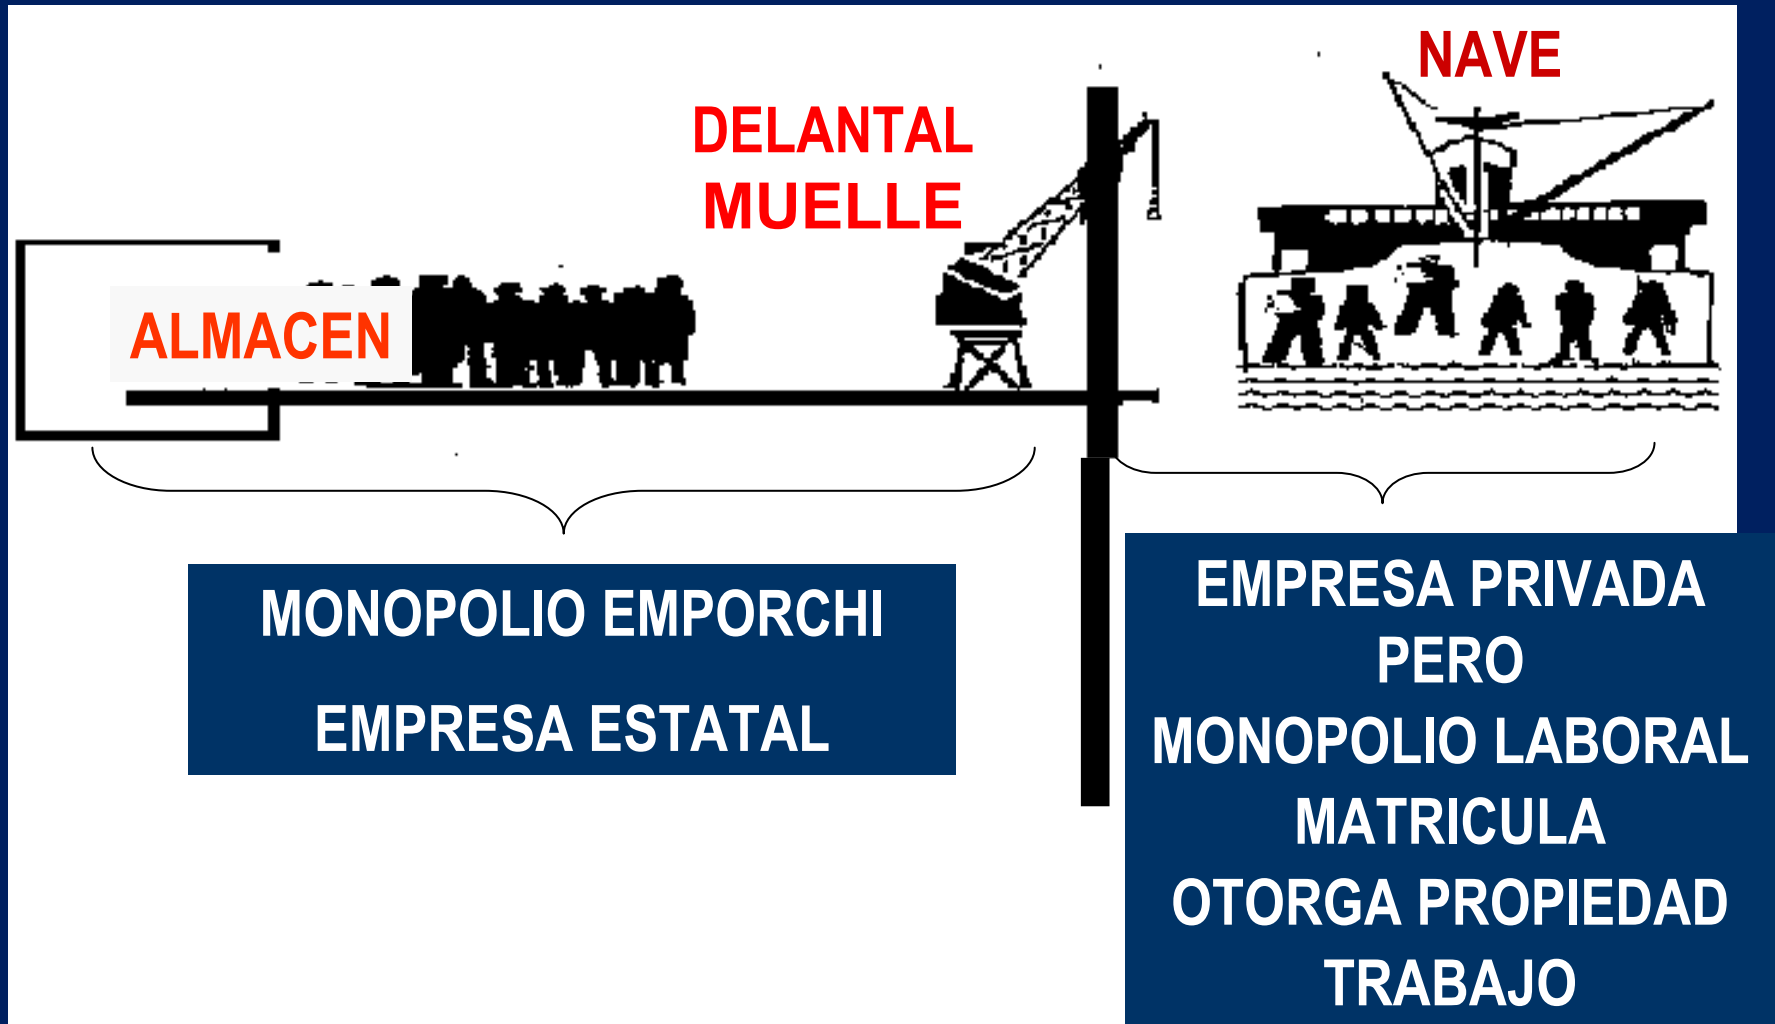 NAVE
DELANTAL
MUELLE
ALMACEN
MONOPOLIO EMPORCHI
EMPRESA ESTATAL
EMPRESA PRIVADA
PERO
MONOPOLIO LABORAL
MATRICULA
OTORGA PROPIEDAD
TRABAJO